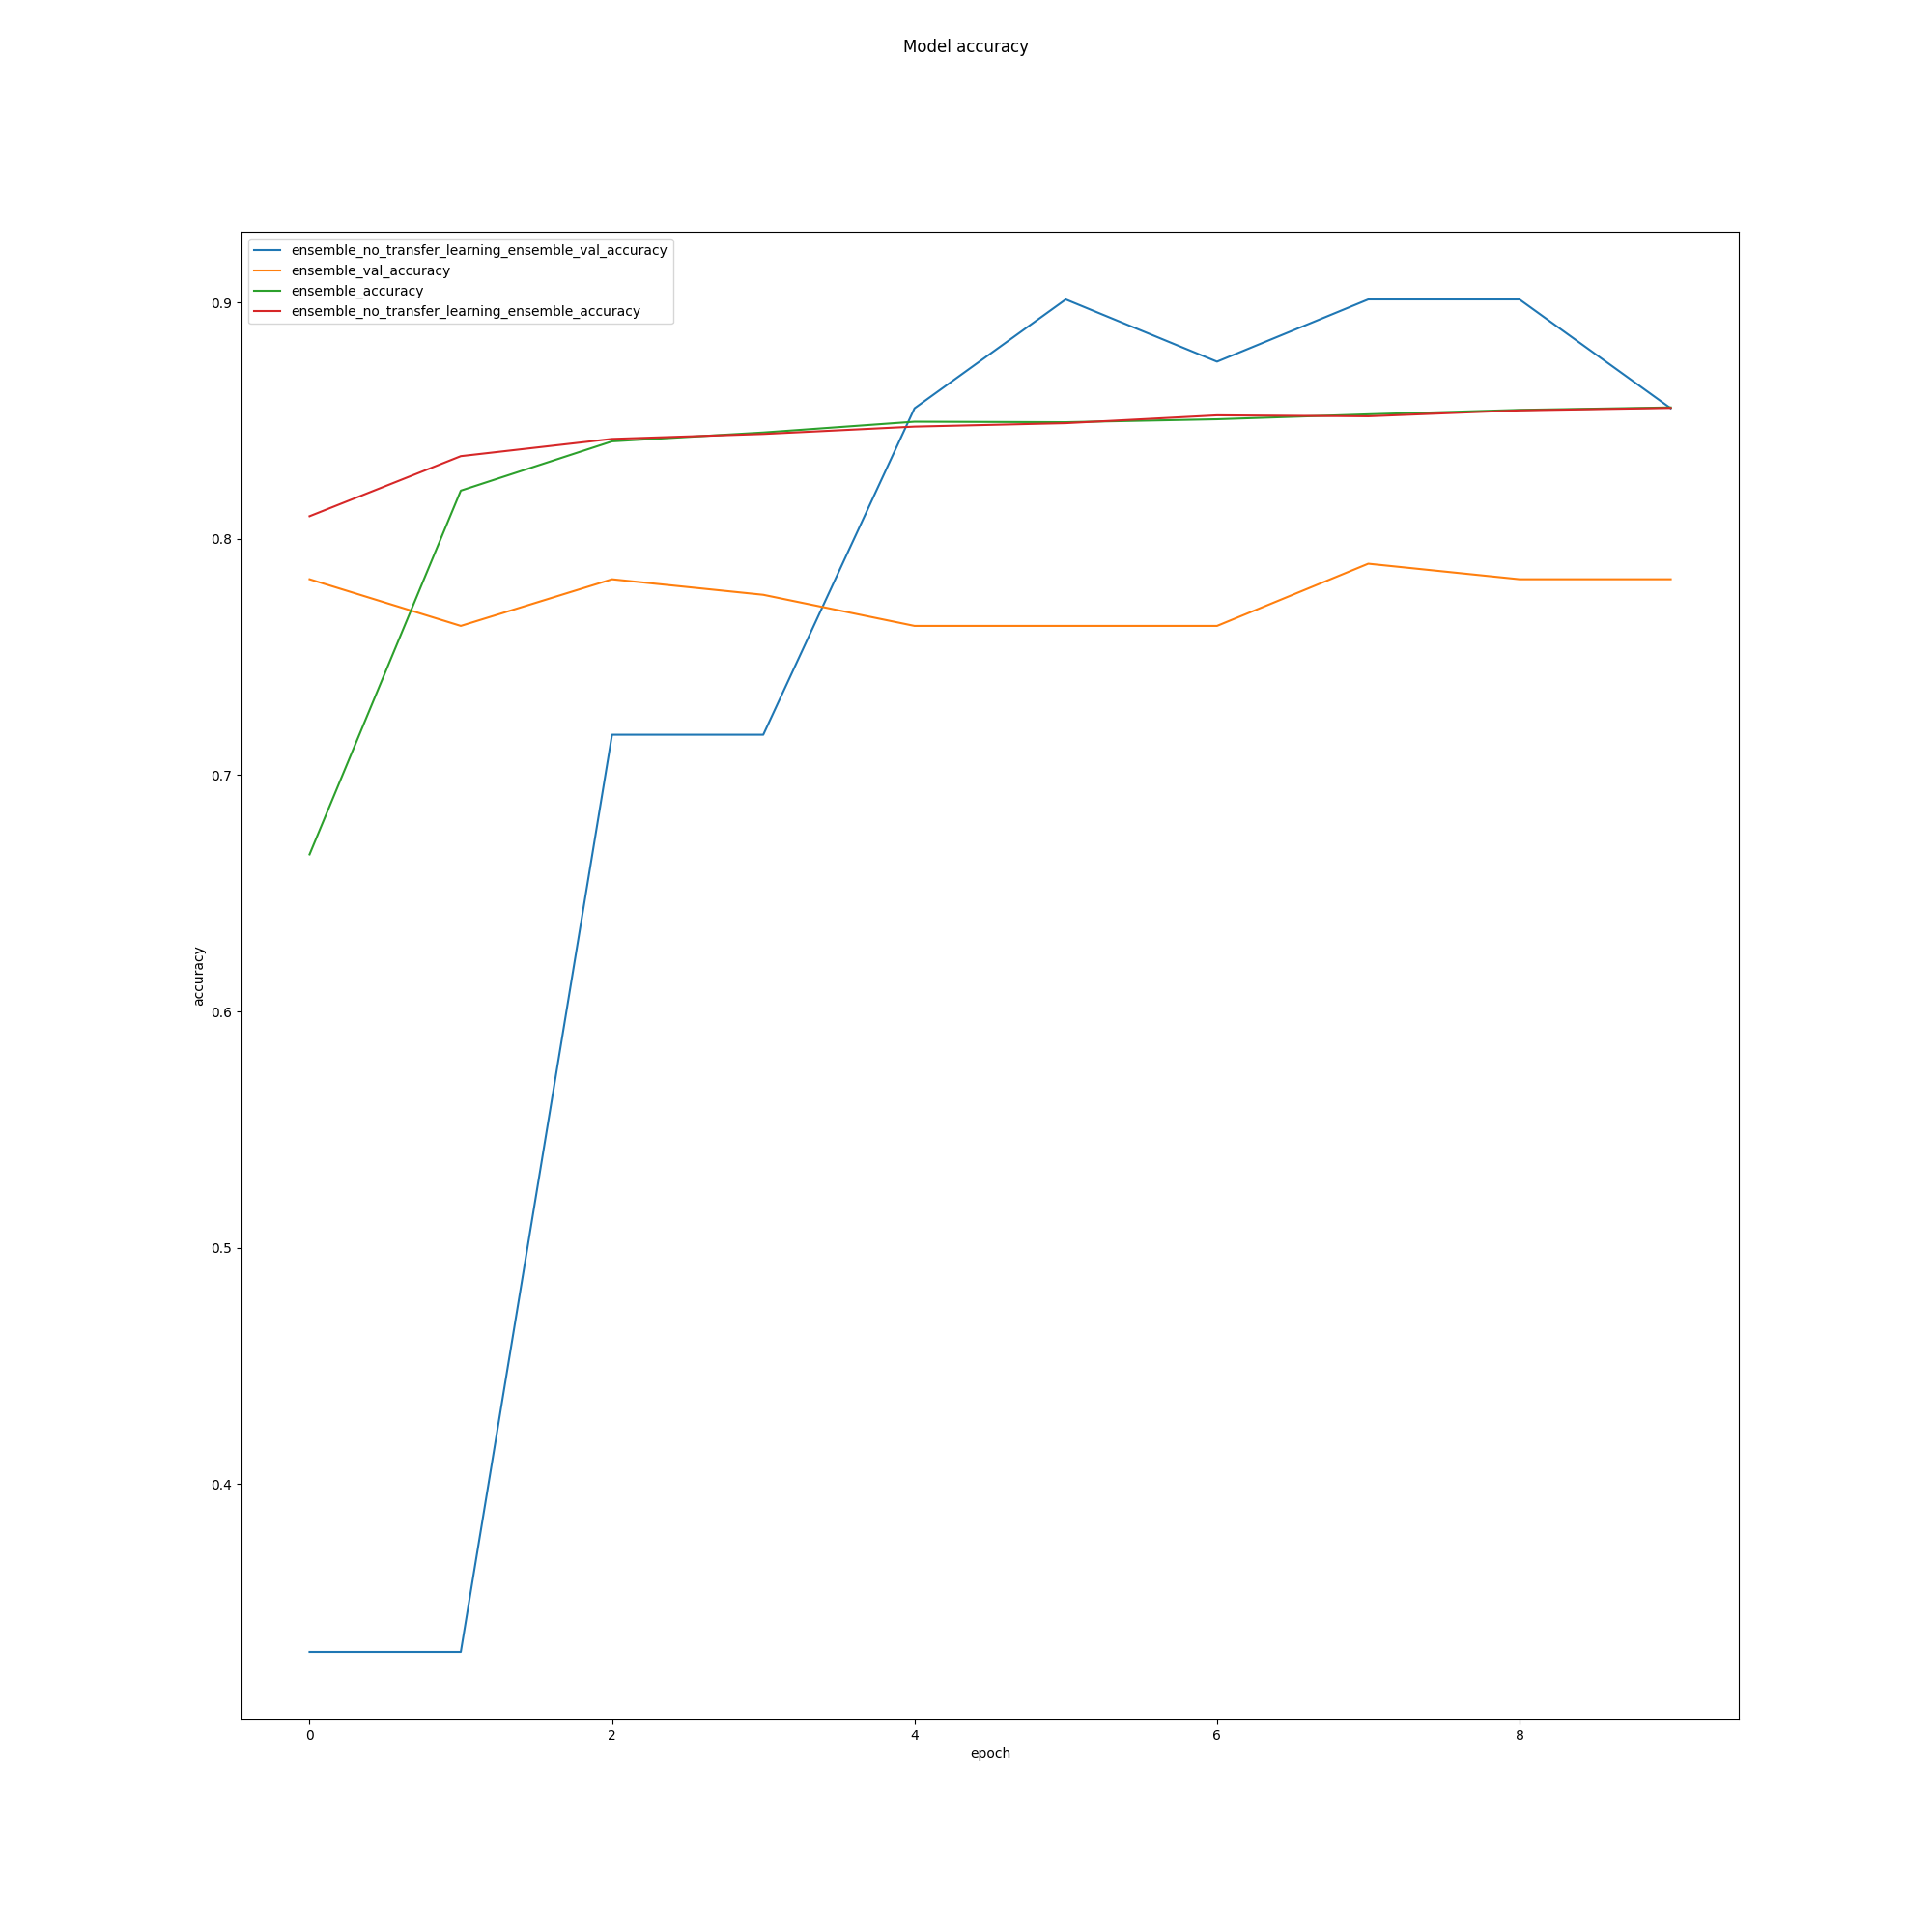 Model accuracy
ensemble_no_transfer_learning_ensemble_val_accuracy
ensemble_val_accuracy
ensemble_accuracy
ensemble_no_transfer_learning_ensemble_accuracy
0.9
0.8
0.7
0.6
0.5
0.4
accuracy
0 2 4 6 8
epoch